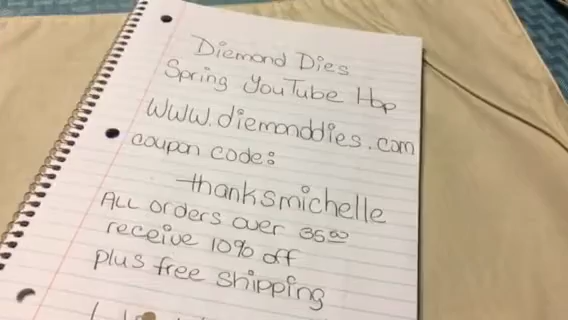 Diemond Dies
Spring YouTube Hop
www.diemonddies.com
coupon code:
thanksmichelle
ALL orders over 3500
receive 10% off
plus free shipping